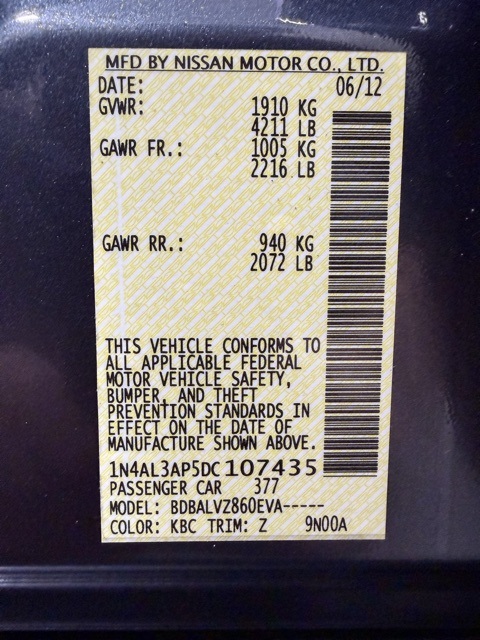 MFD BY NISSAN MOTOR CO., LTD.
DATE: 06/12
GVWR: 1910 KG
4211 LB
GAWR FR.: 1005 KG
2216 LB
GAWR RR.: 940 KG
2072 LB
THIS VEHICLE CONFORMS TO
ALL APPLICABLE FEDERAL
MOTOR VEHICLE SAFETY,
BUMPER, AND THEFT
PREVENTION STANDARDS IN
EFFECT ON THE DATE OF
MANUFACTURE SHOWN ABOVE.
1N4AL3AP5DC107435
PASSENGER CAR 377
MODEL: BDBALVZ860EVA-----
COLOR: KBC TRIM: Z 9N00A